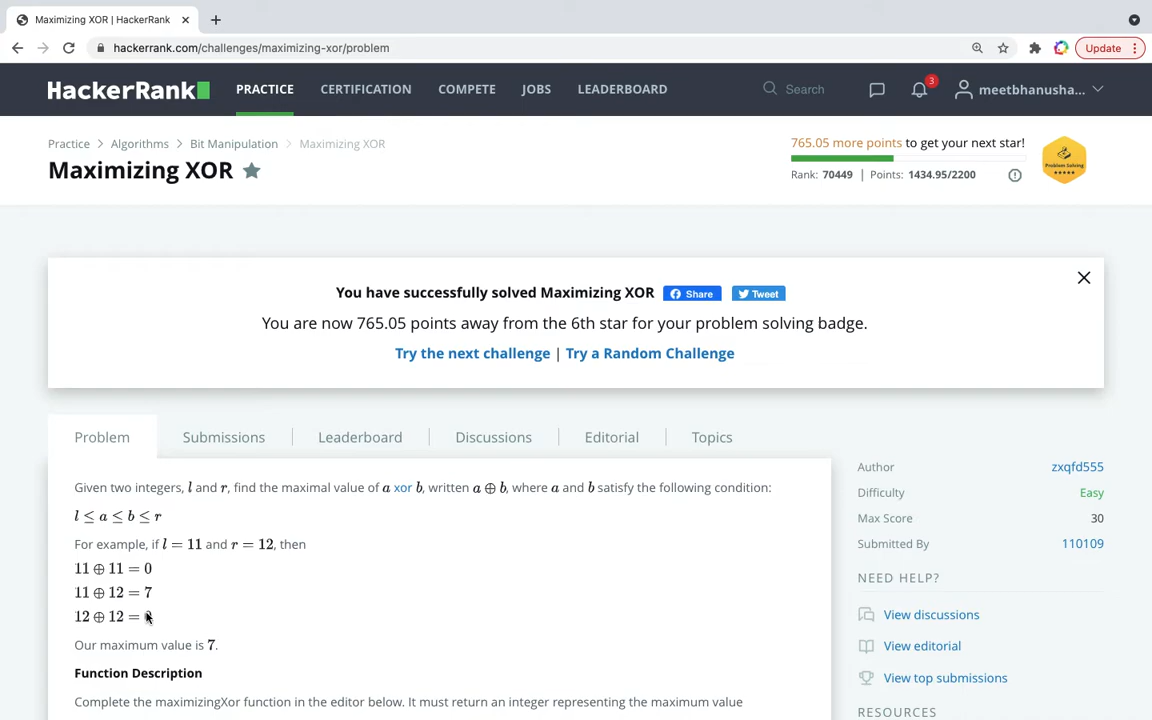 Maximizing XOR | HackerRank
hackerrank.com/challenges/maximizing-xor/problem
Update
HackerRank
PRACTICE
CERTIFICATION
COMPETE
JOBS
LEADERBOARD
Search
3
meetbhanusha...
Practice > Algorithms > Bit Manipulation > Maximizing XOR
Maximizing XOR
765.05 more points to get your next star!
Rank: 70449 | Points: 1434.95/2200
Problem Solving
You have successfully solved Maximizing XOR Share Tweet
You are now 765.05 points away from the 6th star for your problem solving badge.
Try the next challenge | Try a Random Challenge
Problem
Submissions
Leaderboard
Discussions
Editorial
Topics
Given two integers, l and r, find the maximal value of a xor b, written a ⊕ b, where a and b satisfy the following condition:
l ≤ a ≤ b ≤ r
For example, if l = 11 and r = 12, then
11 ⊕ 11 = 0
11 ⊕ 12 = 7
12 ⊕ 12 =
Our maximum value is 7.
Function Description
Complete the maximizingXor function in the editor below. It must return an integer representing the maximum value
Author zxqfd555
Difficulty Easy
Max Score 30
Submitted By 110109
NEED HELP?
View discussions
View editorial
View top submissions
RESOURCES